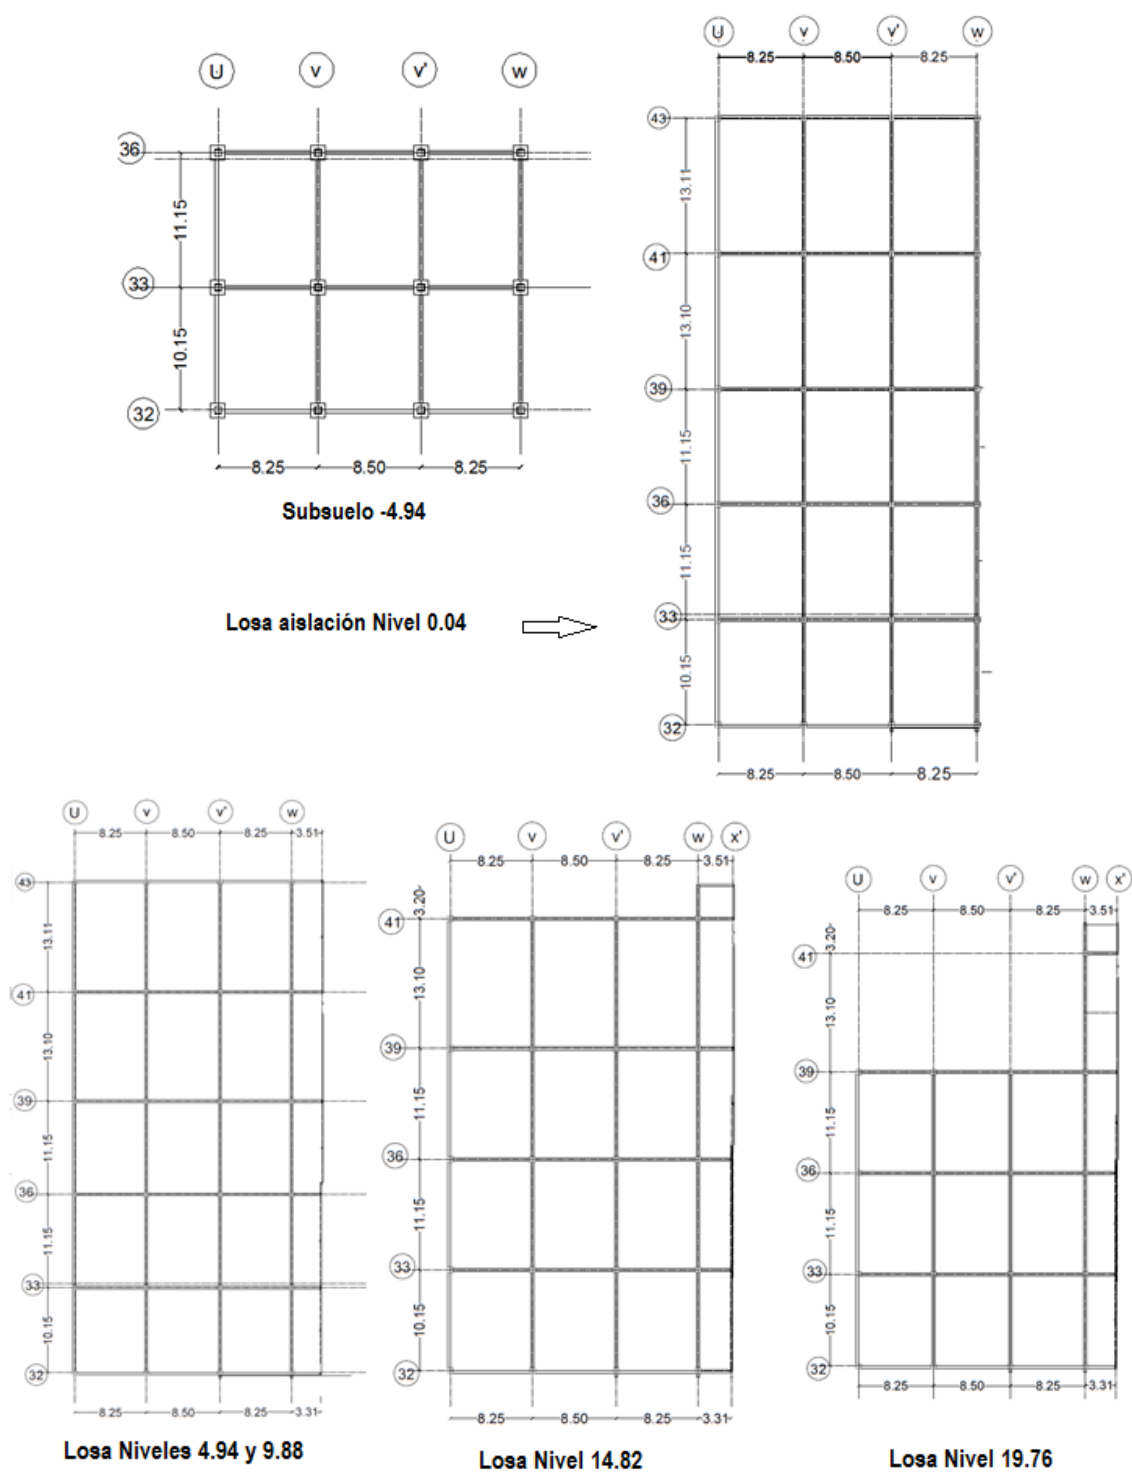 U v v' w
36
33
32
11.15
10.15
8.25 8.50 8.25
Subsuelo -4.94
Losa aislación Nivel 0.04
U v v' w
8.25 8.50 8.25
43
41
39
36
33
32
13.11
13.10
11.15
11.15
10.15
8.25 8.50 8.25
U v v' w
8.25 8.50 8.25 3.51
43
41
39
36
33
32
13.11
13.10
11.15
11.15
10.15
8.25 8.50 8.25 3.31
Losa Niveles 4.94 y 9.88
U v v' w x'
8.25 8.50 8.25 3.51
41
39
36
33
32
3.20
13.10
11.15
11.15
10.15
8.25 8.50 8.25 3.31
Losa Nivel 14.82
U v v' w x'
8.25 8.50 8.25 3.51
41
39
36
33
32
3.20
13.10
11.15
11.15
10.15
8.25 8.50 8.25 3.31
Losa Nivel 19.76